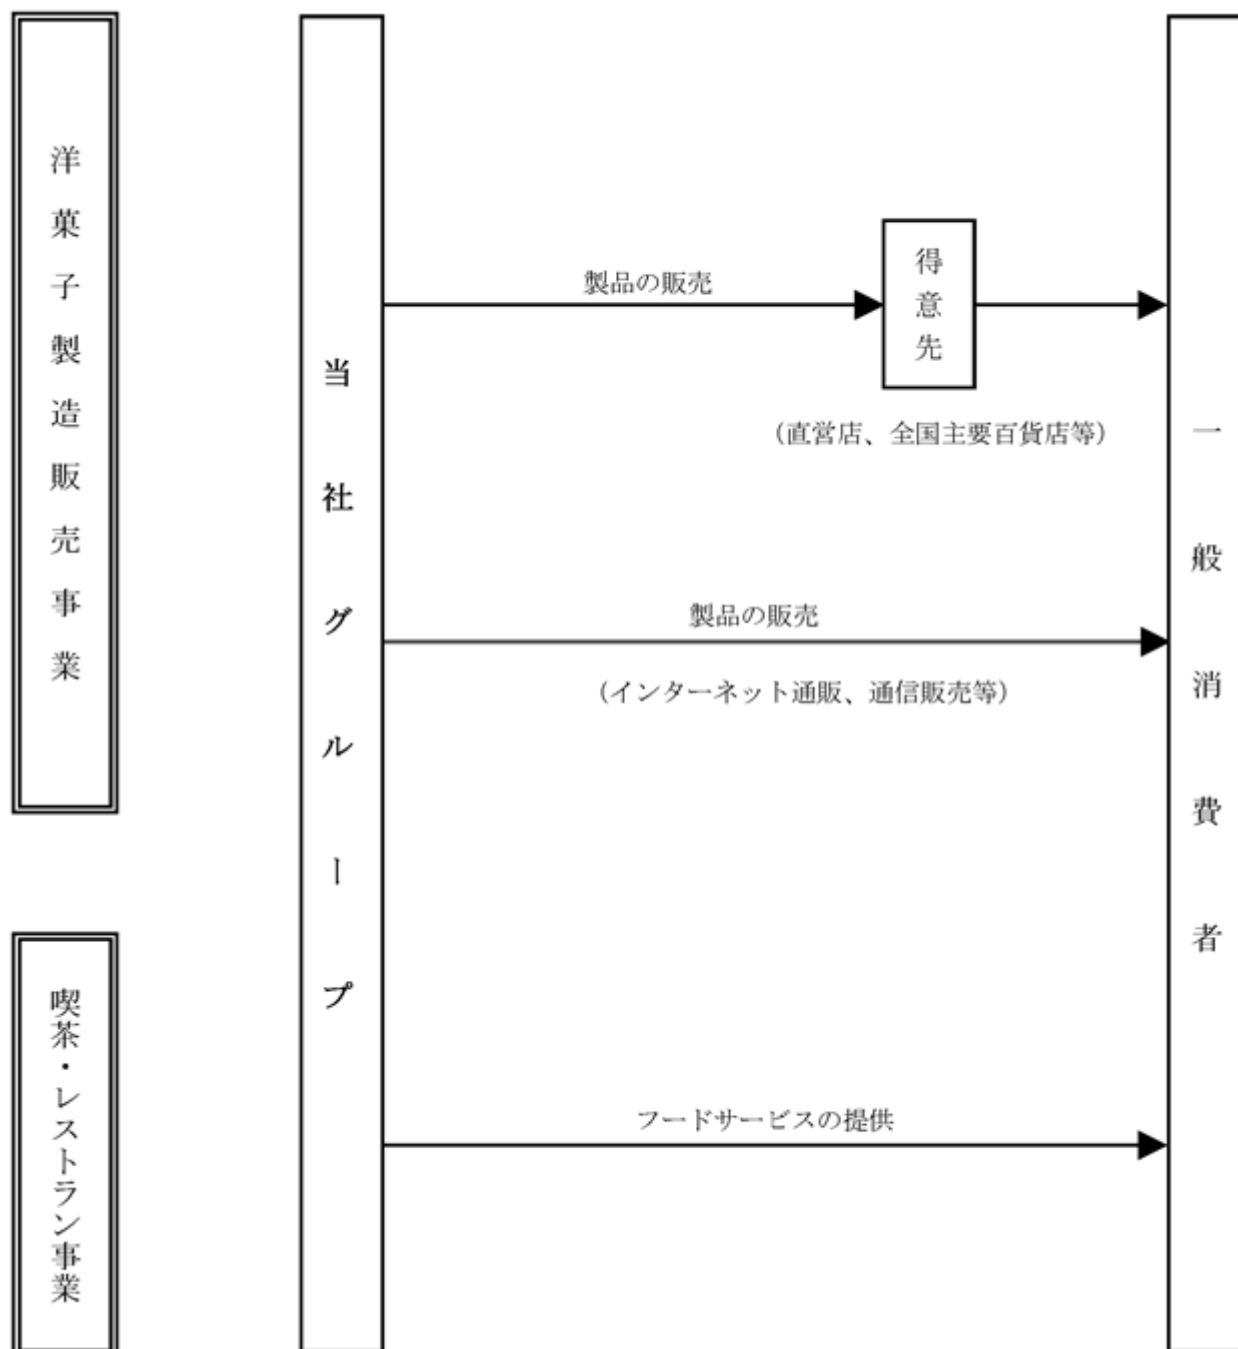 洋菓子製造販売事業
喫茶・レストラン事業
当社グループ
製品の販売
得意先
（直営店、全国主要百貨店等）
製品の販売
（インターネット通販、通信販売等）
フードサービスの提供
一般消費者